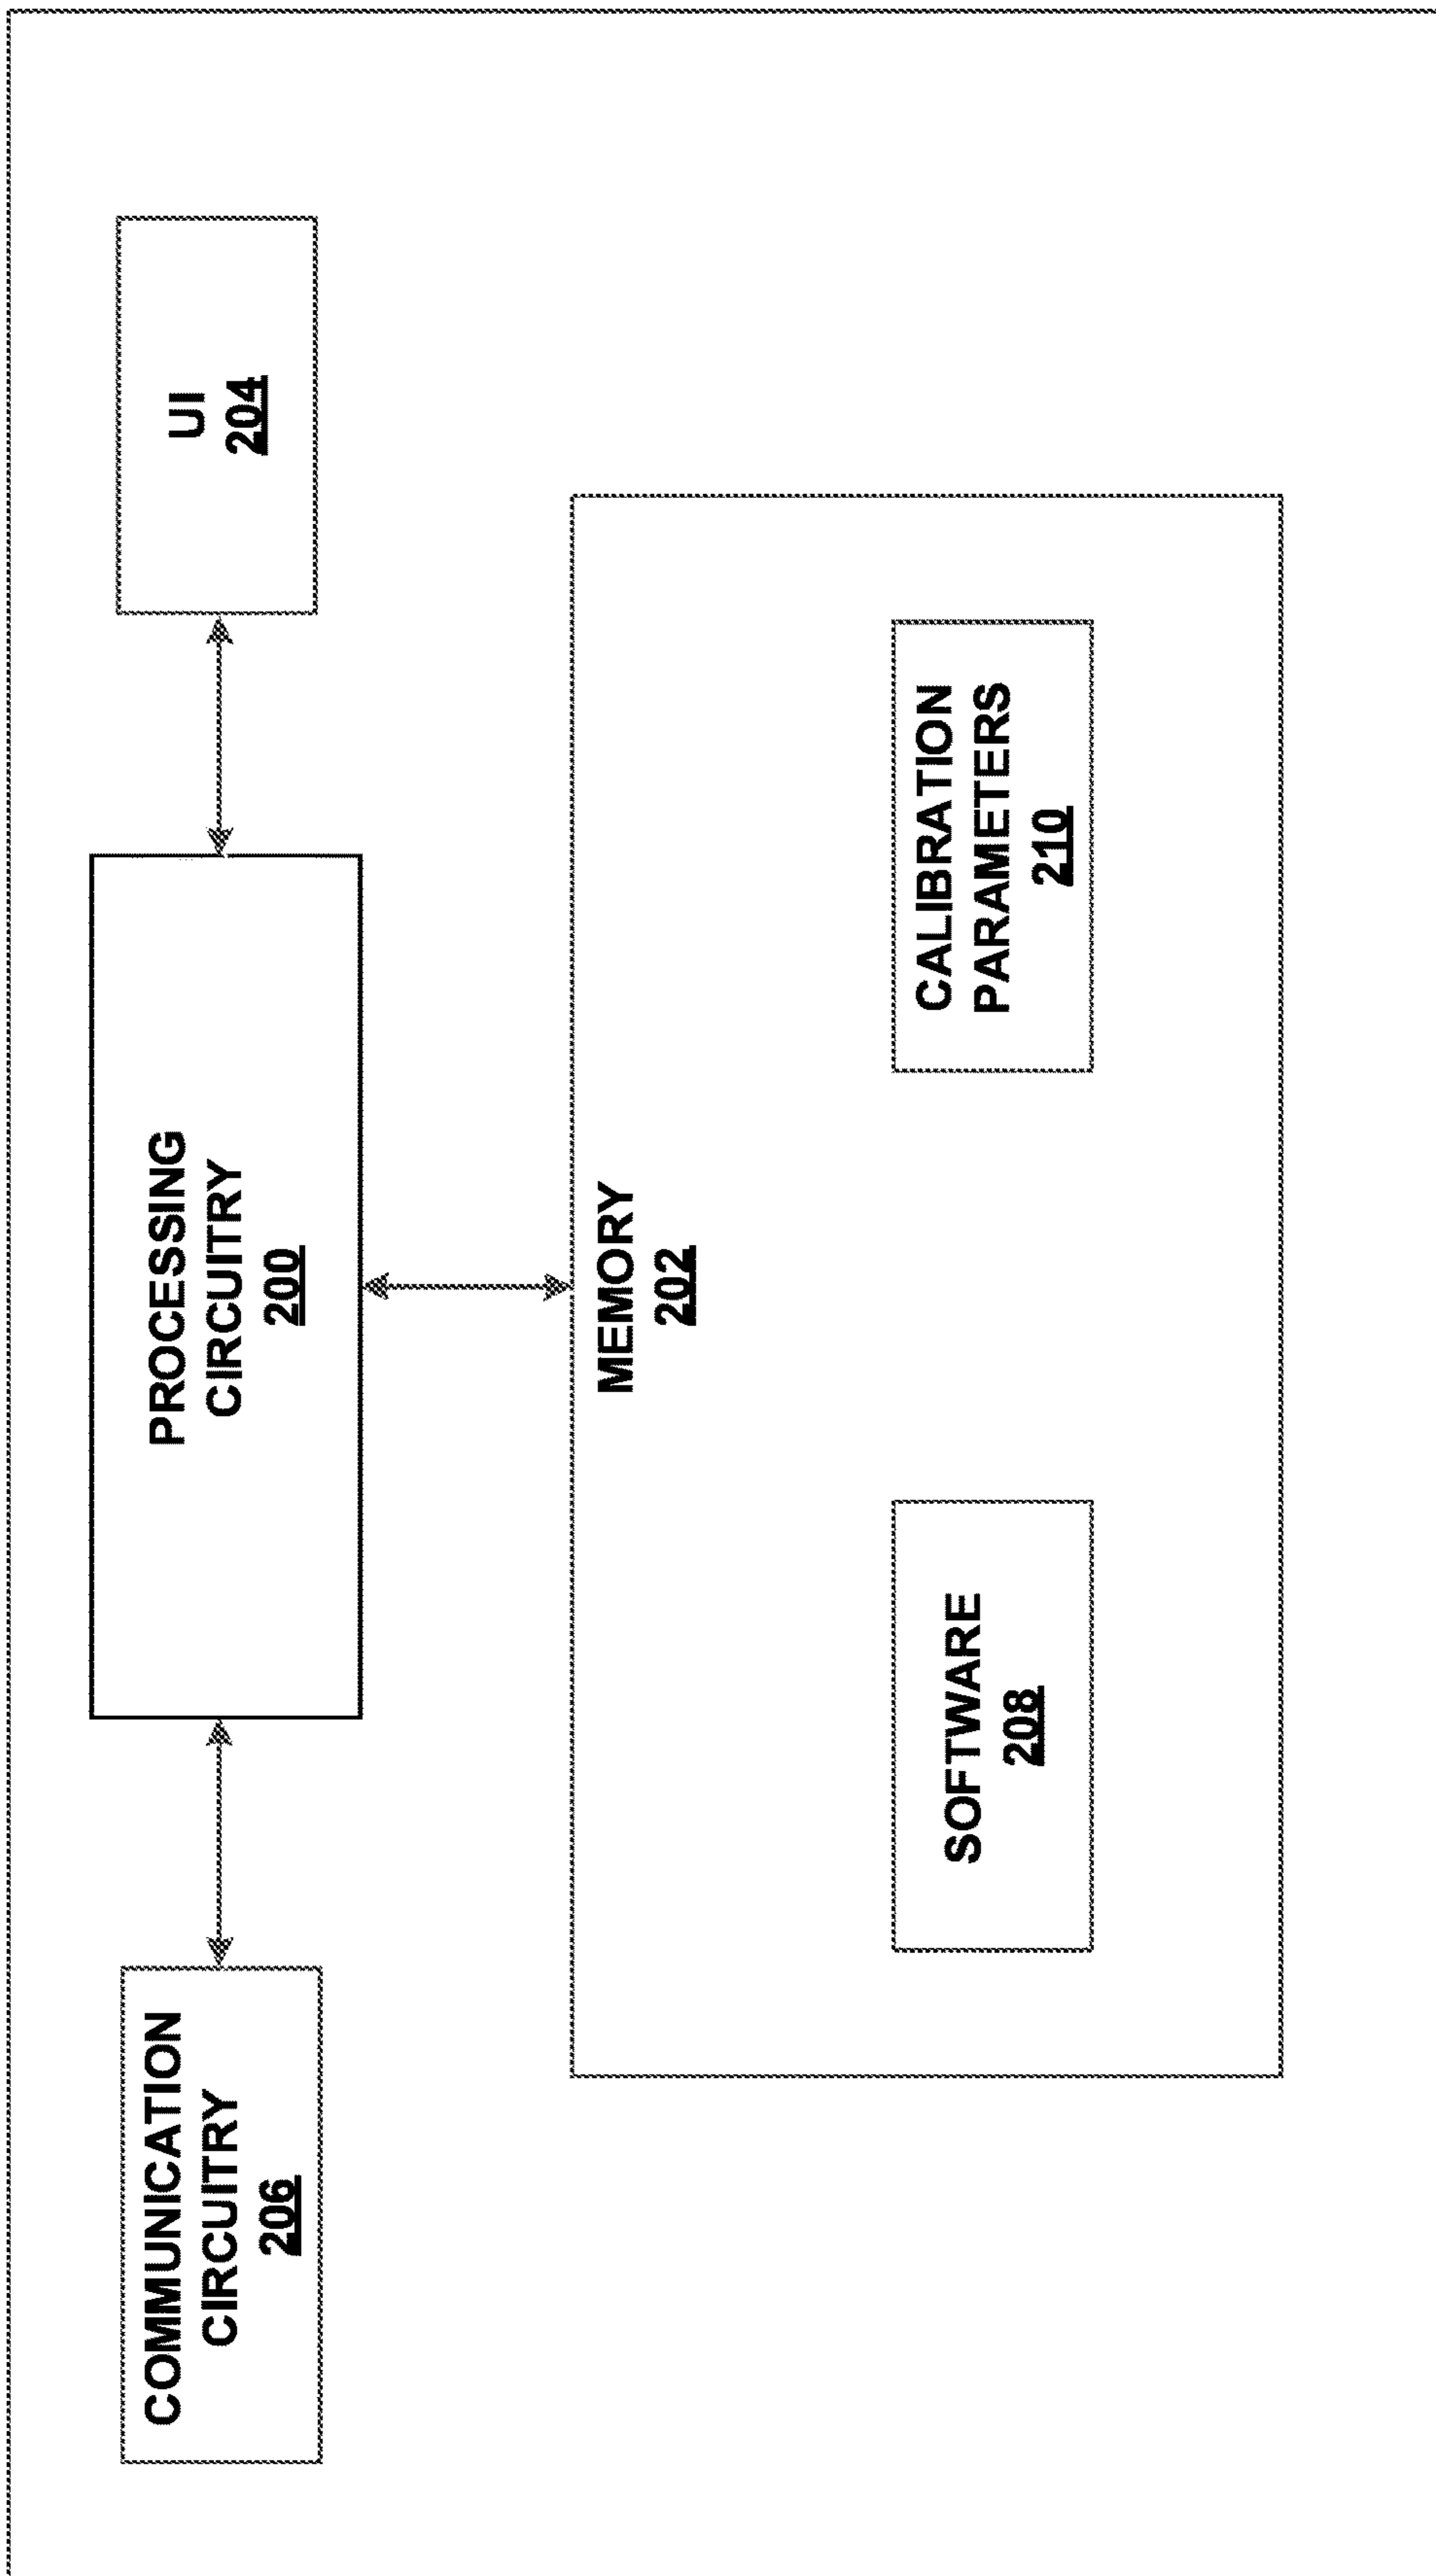 COMMUNICATION
CIRCUITRY
206
PROCESSING
CIRCUITRY
200
UI
204
MEMORY
202
SOFTWARE
208
CALIBRATION
PARAMETERS
210